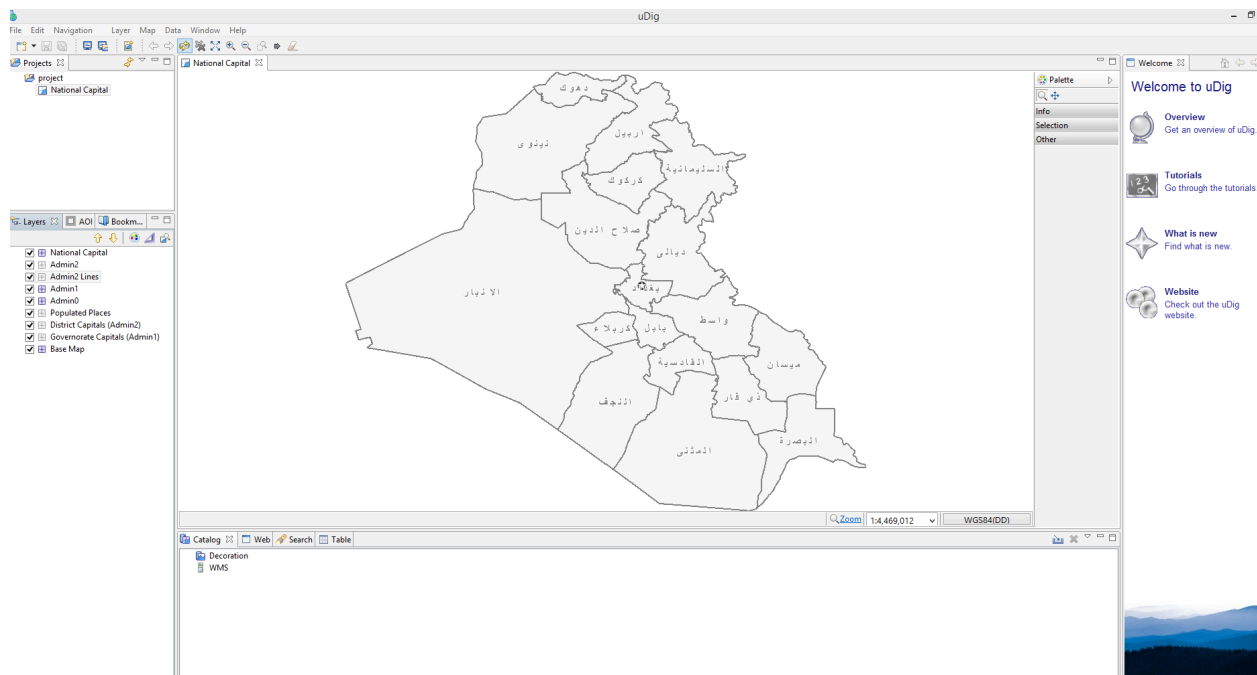 uDig
File Edit Navigation Layer Map Data Window Help
Projects
project
National Capital
National Capital
Palette
Info
Selection
Other
Welcome
Welcome to uDig
Overview
Get an overview of uDig.
Tutorials
Go through the tutorials
What is new
Find what is new.
Website
Check out the uDig
website.
Layers AOI Bookm...
National Capital
Admin2
Admin2 Lines
Admin1
Admin0
Populated Places
District Capitals (Admin2)
Governorate Capitals (Admin1)
Base Map
دهوك
اربيل
نينوى
السليمانية
كركوك
صلاح الدين
ديالى
بغداد
الانبار
واسط
بابل
كربلاء
القادسية
ميسان
ذي قار
النجف
البصرة
المثنى
Zoom 1:4,469,012 WGS84(DD)
Catalog Web Search Table
Decoration
WMS